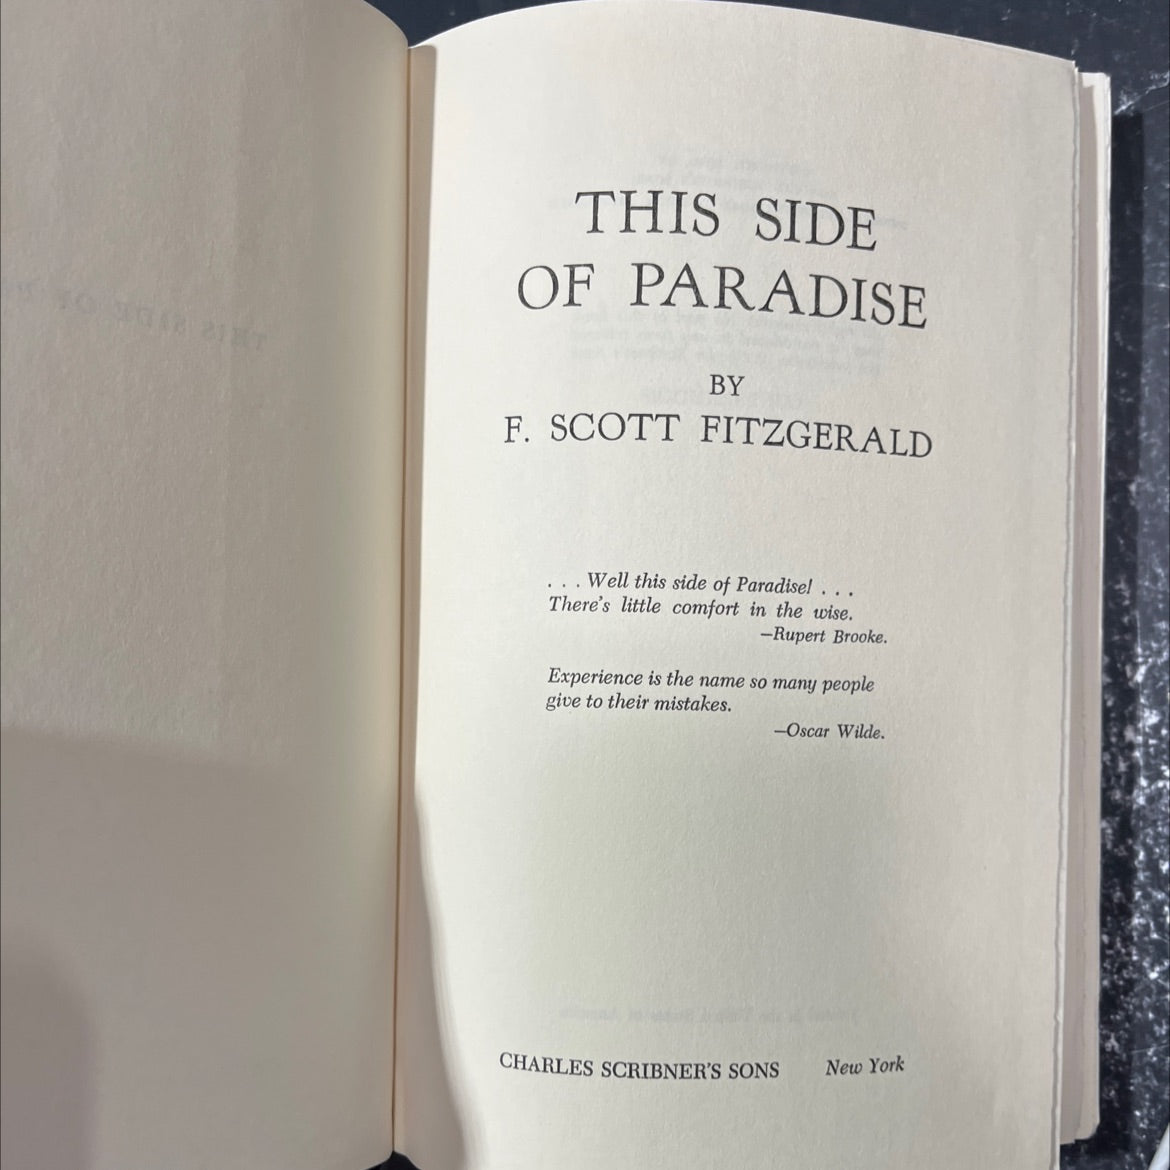 THIS SIDE
OF PARADISE
BY
F. SCOTT FITZGERALD
. . . Well this side of Paradise! . . .
There's little comfort in the wise.
—Rupert Brooke.
Experience is the name so many people
give to their mistakes.
—Oscar Wilde.
CHARLES SCRIBNER'S SONS New York